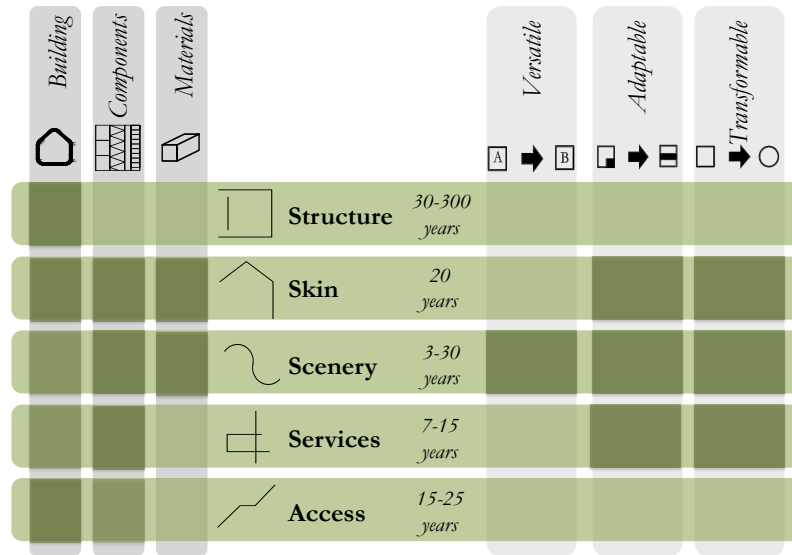 Building
Components
Materials
Versatile
Adaptable
Transformable
A
B
Structure
30-300
years
Skin
20
years
Scenery
3-30
years
Services
7-15
years
Access
15-25
years